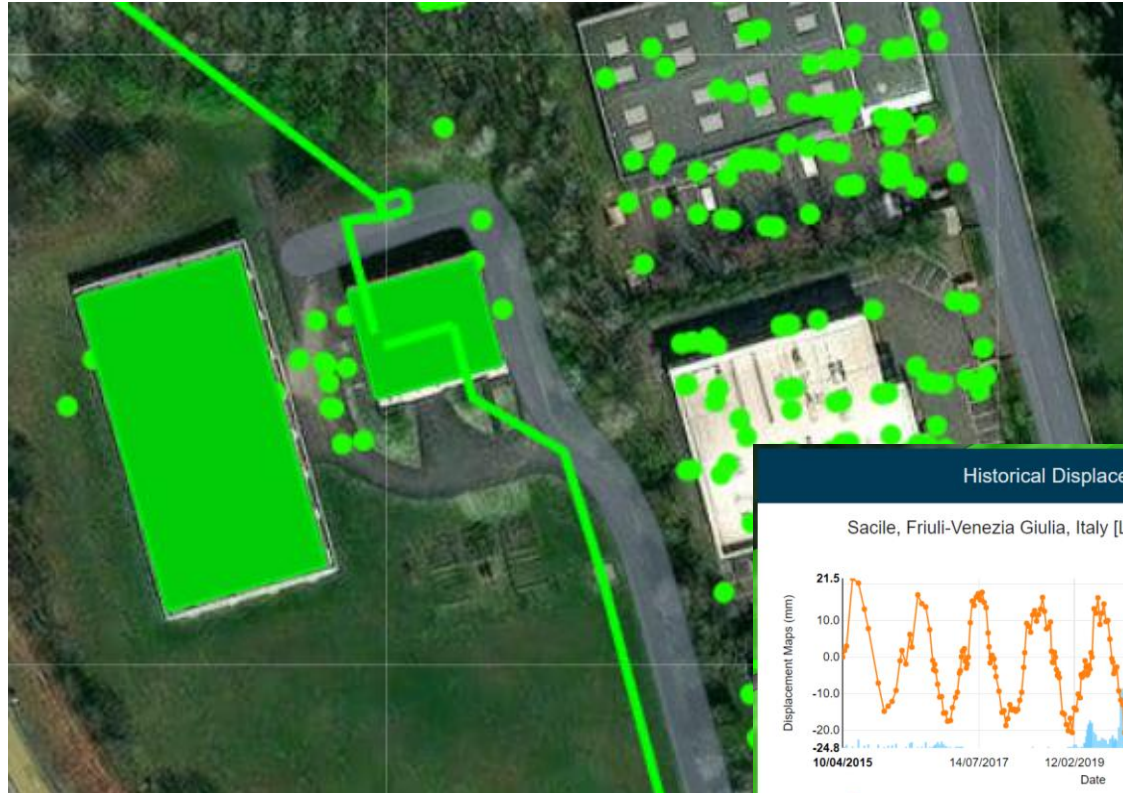 Historical Displace
Sacile, Friuli-Venezia Giulia, Italy [L
Displacement Maps (mm)
21.5
10.0
0.0
-10.0
-20.0
-24.8
10/04/2015 14/07/2017 12/02/2019
Date